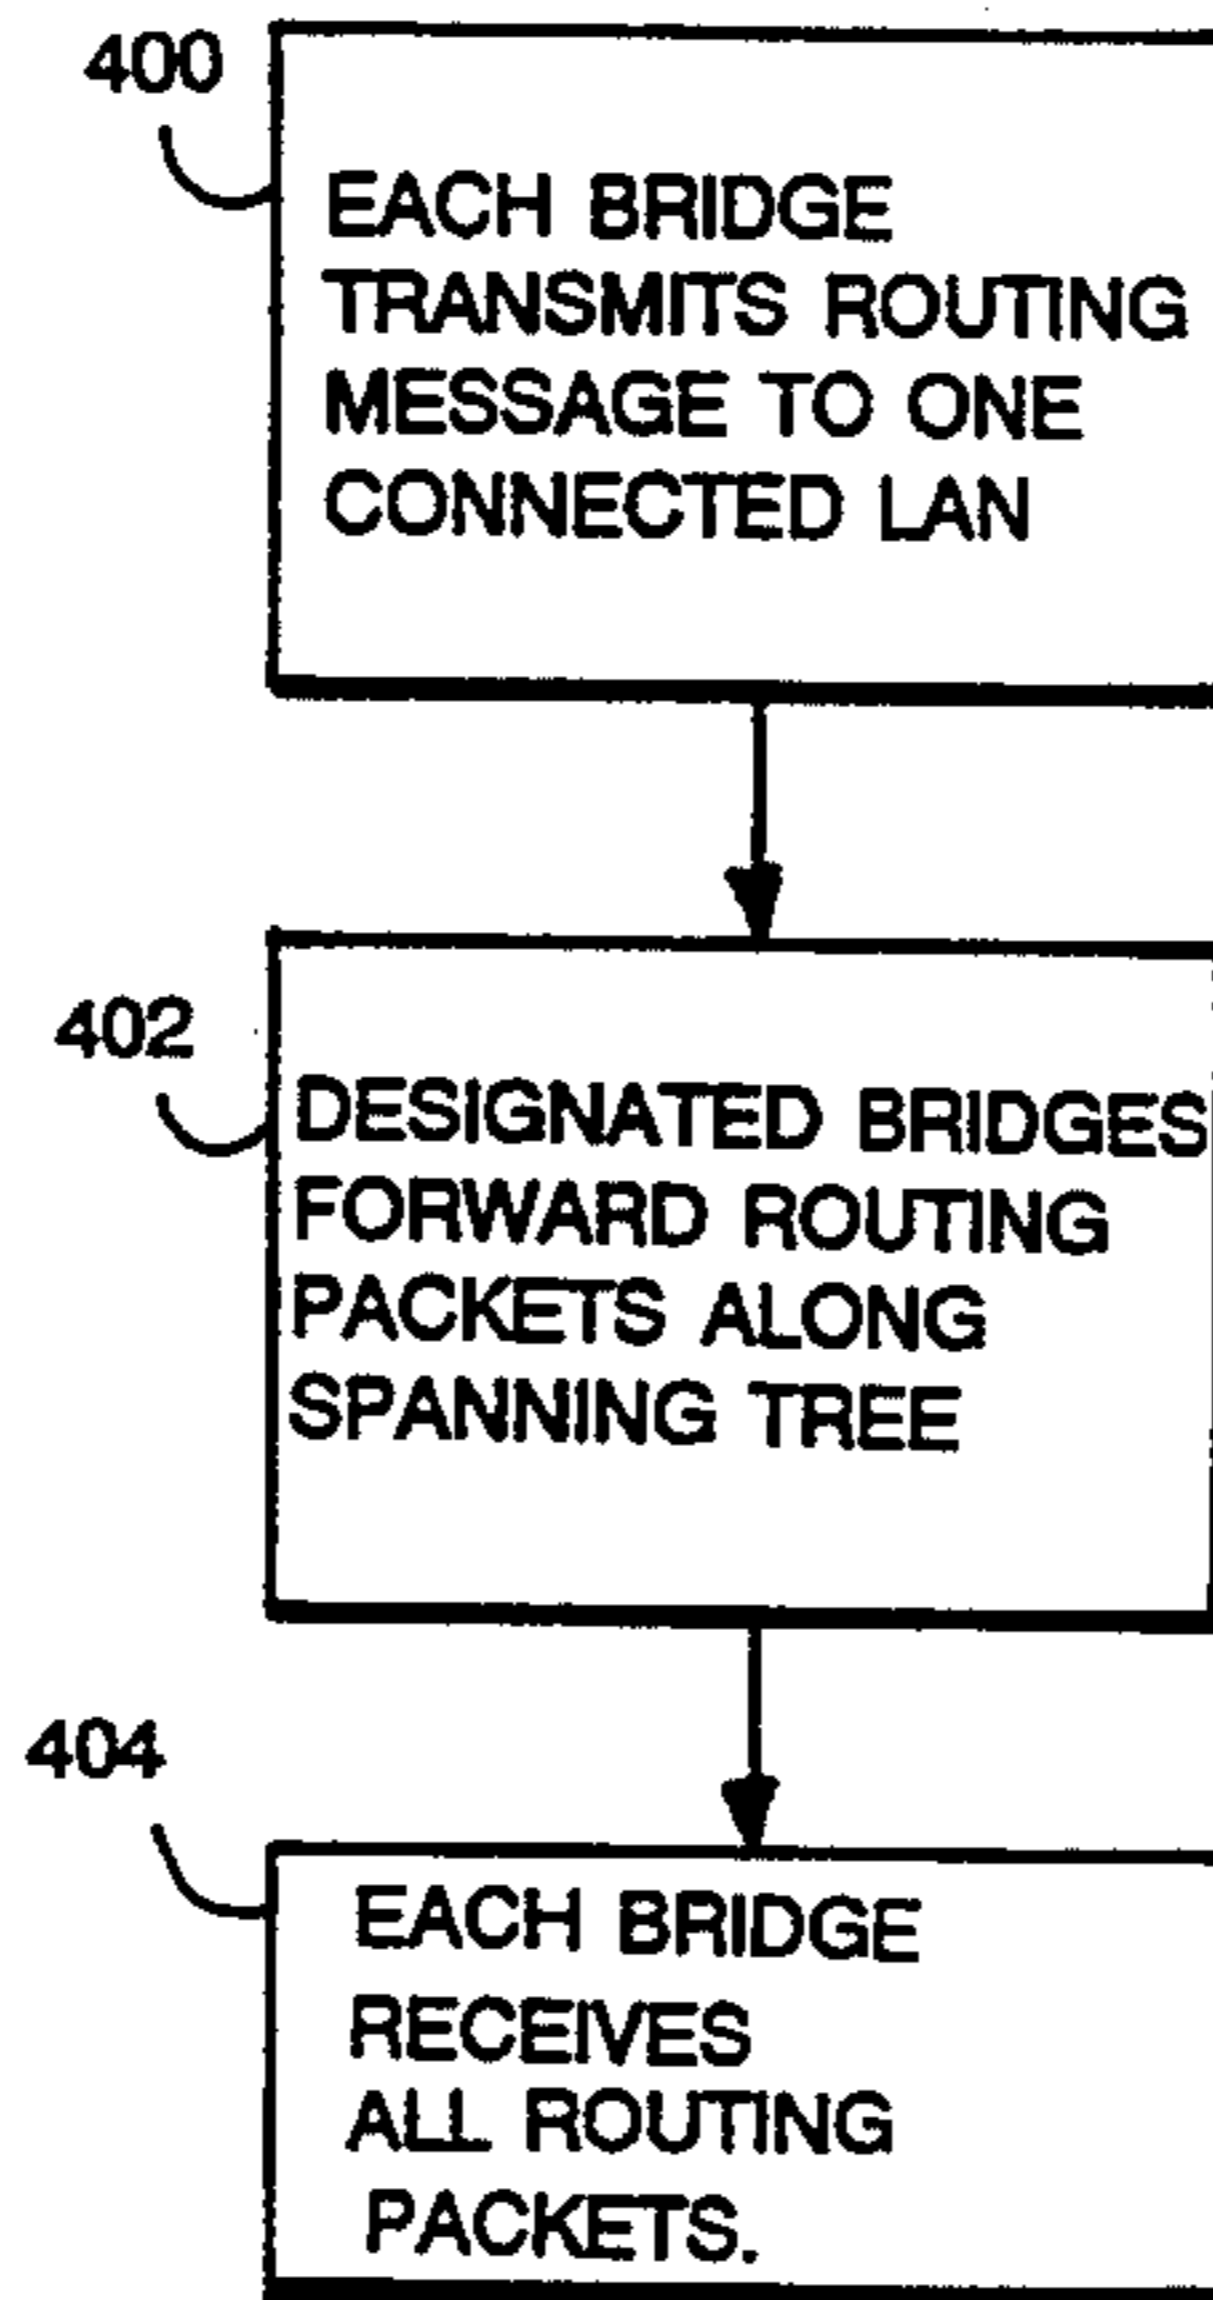 400
EACH BRIDGE
TRANSMITS ROUTING
MESSAGE TO ONE
CONNECTED LAN
402
DESIGNATED BRIDGES
FORWARD ROUTING
PACKETS ALONG
SPANNING TREE
404
EACH BRIDGE
RECEIVES
ALL ROUTING
PACKETS.